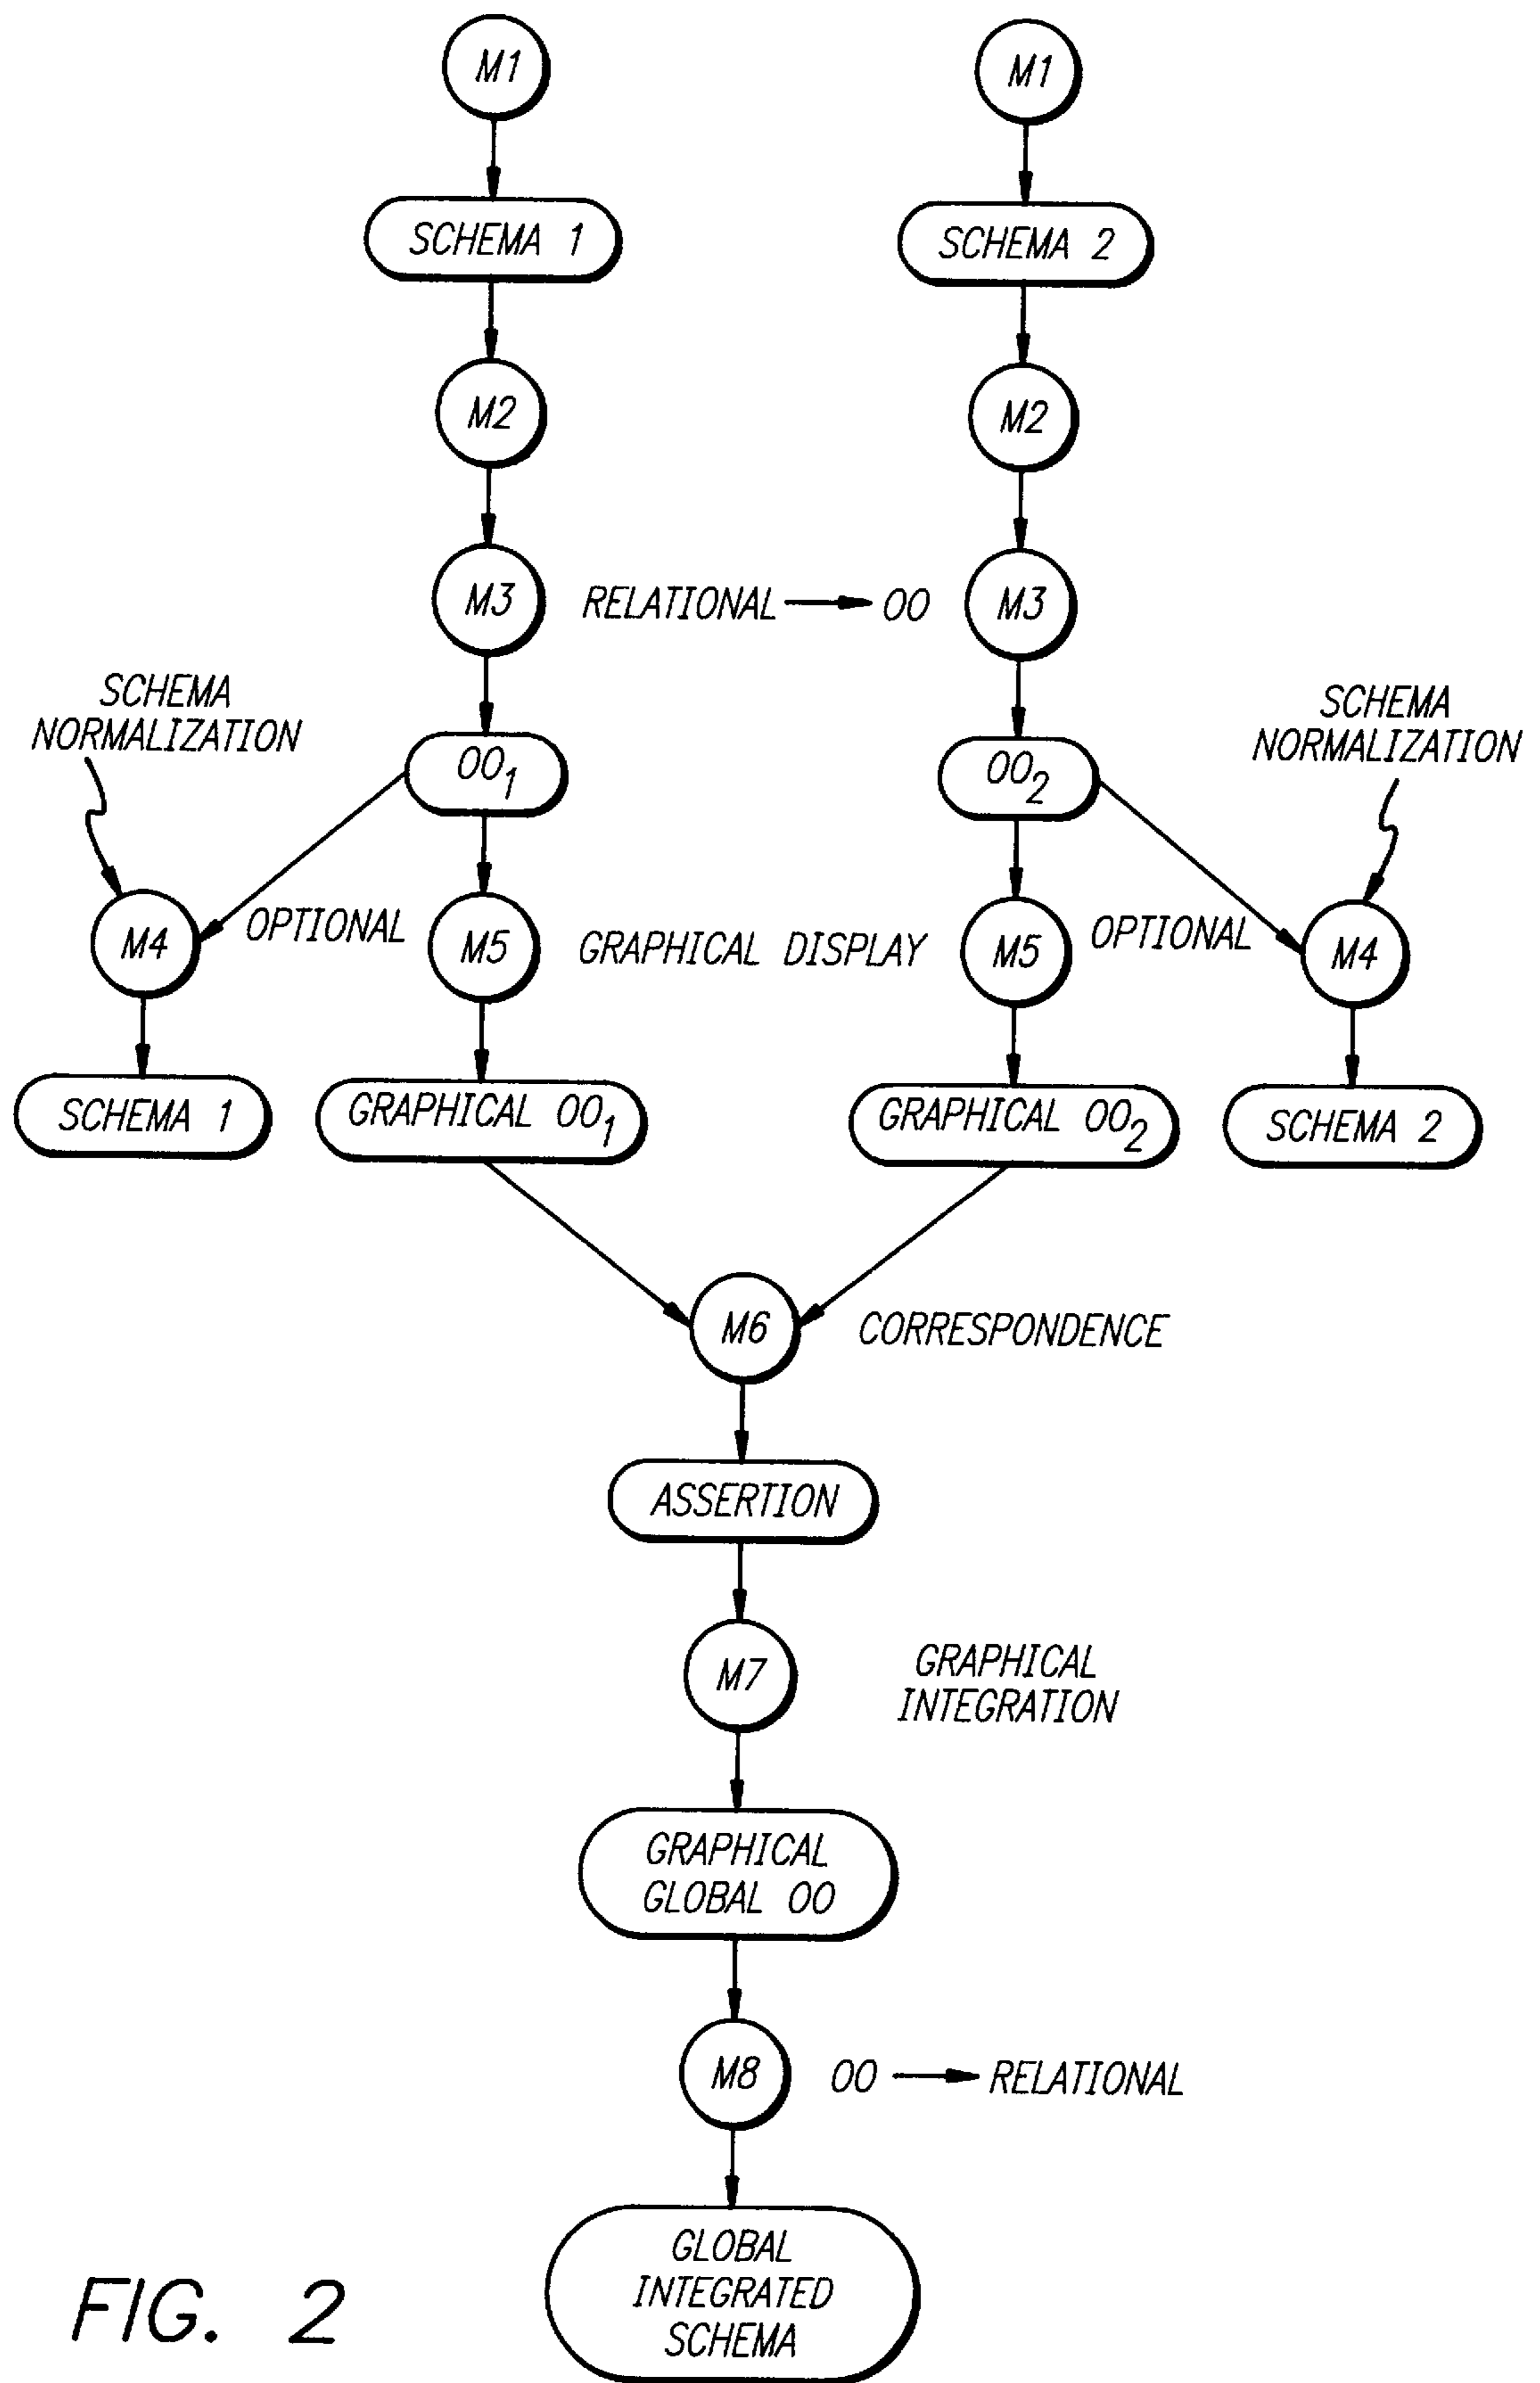 M1
M1
SCHEMA 1
SCHEMA 2
M2
M2
M3
RELATIONAL → OO
M3
SCHEMA
NORMALIZATION
OO1
OO2
SCHEMA
NORMALIZATION
M4
OPTIONAL
M5
GRAPHICAL DISPLAY
M5
OPTIONAL
M4
SCHEMA 1
GRAPHICAL OO1
GRAPHICAL OO2
SCHEMA 2
M6
CORRESPONDENCE
ASSERTION
M7
GRAPHICAL
INTEGRATION
GRAPHICAL
GLOBAL OO
M8
OO → RELATIONAL
GLOBAL
INTEGRATED
SCHEMA
FIG. 2